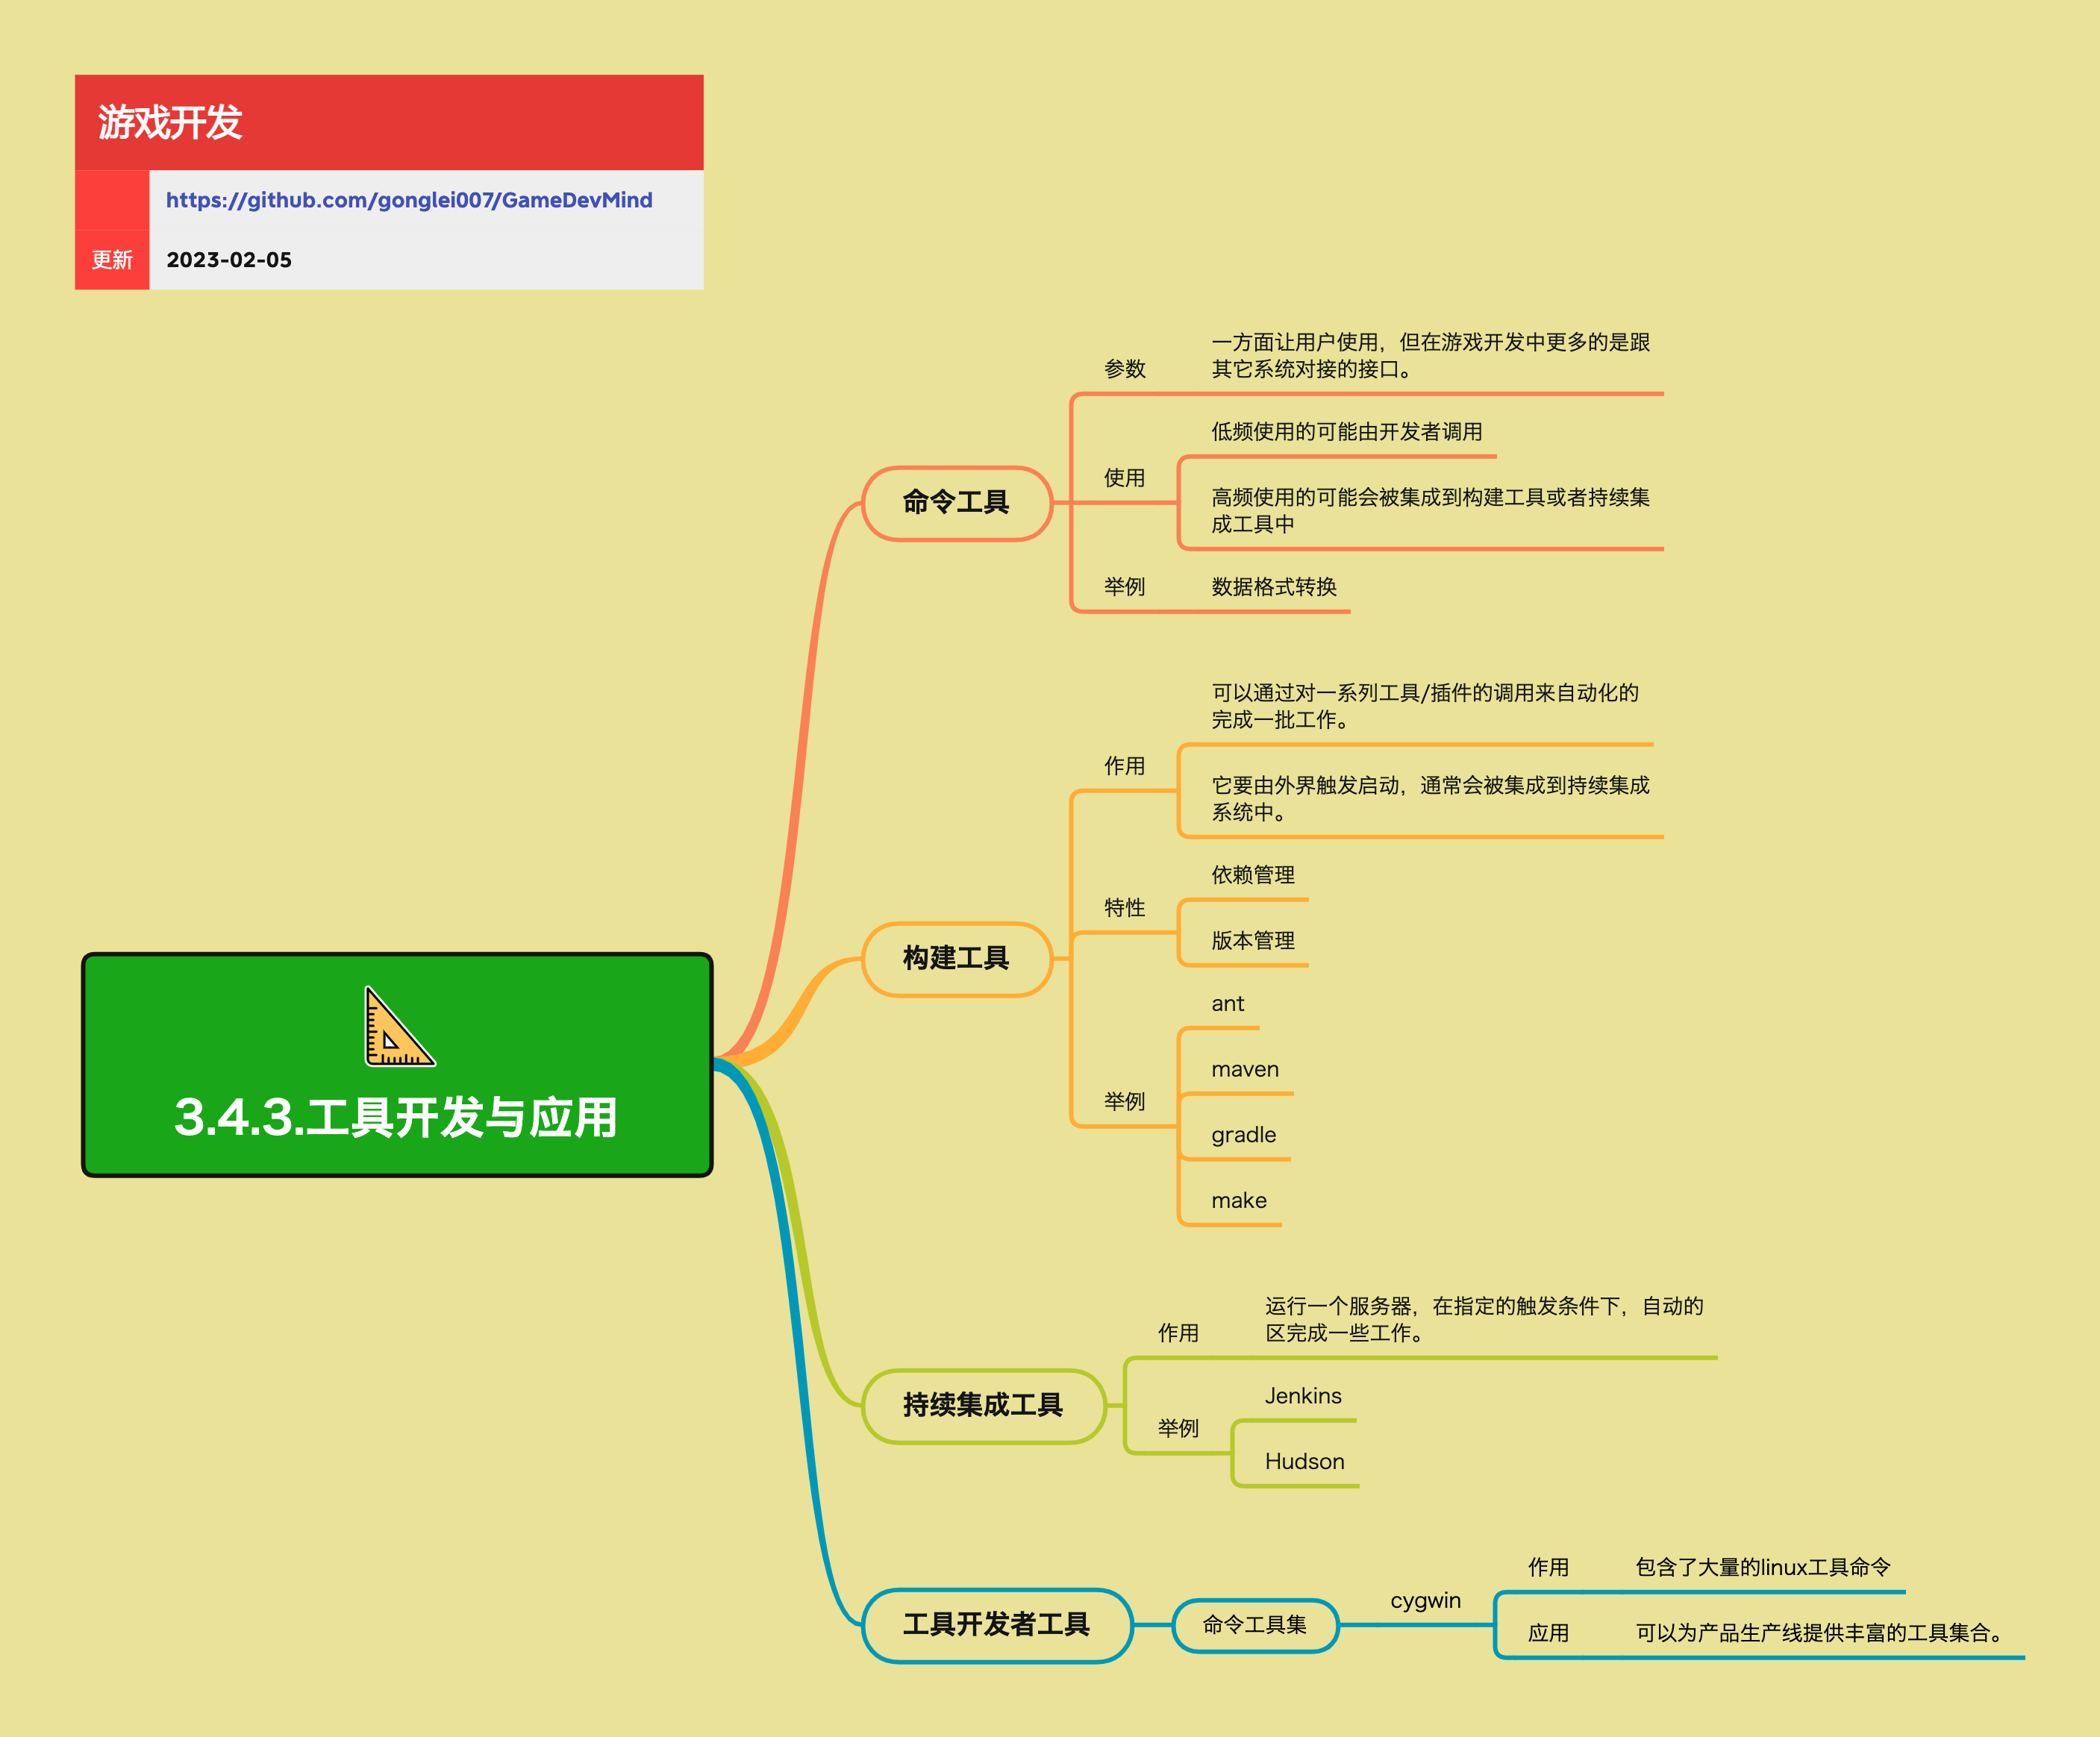 游戏开发
https://github.com/gonglei007/GameDevMind
更新
2023-02-05
3.4.3.工具开发与应用
命令工具
参数
一方面让用户使用，但在游戏开发中更多的是跟
其它系统对接的接口。
使用
低频使用的可能由开发者调用
高频使用的可能会被集成到构建工具或者持续集
成工具中
举例
数据格式转换
构建工具
作用
可以通过对一系列工具/插件的调用来自动化的
完成一批工作。
它要由外界触发启动，通常会被集成到持续集成
系统中。
特性
依赖管理
版本管理
举例
ant
maven
gradle
make
持续集成工具
作用
运行一个服务器，在指定的触发条件下，自动的
区完成一些工作。
举例
Jenkins
Hudson
工具开发者工具
命令工具集
cygwin
作用
包含了大量的linux工具命令
应用
可以为产品生产线提供丰富的工具集合。